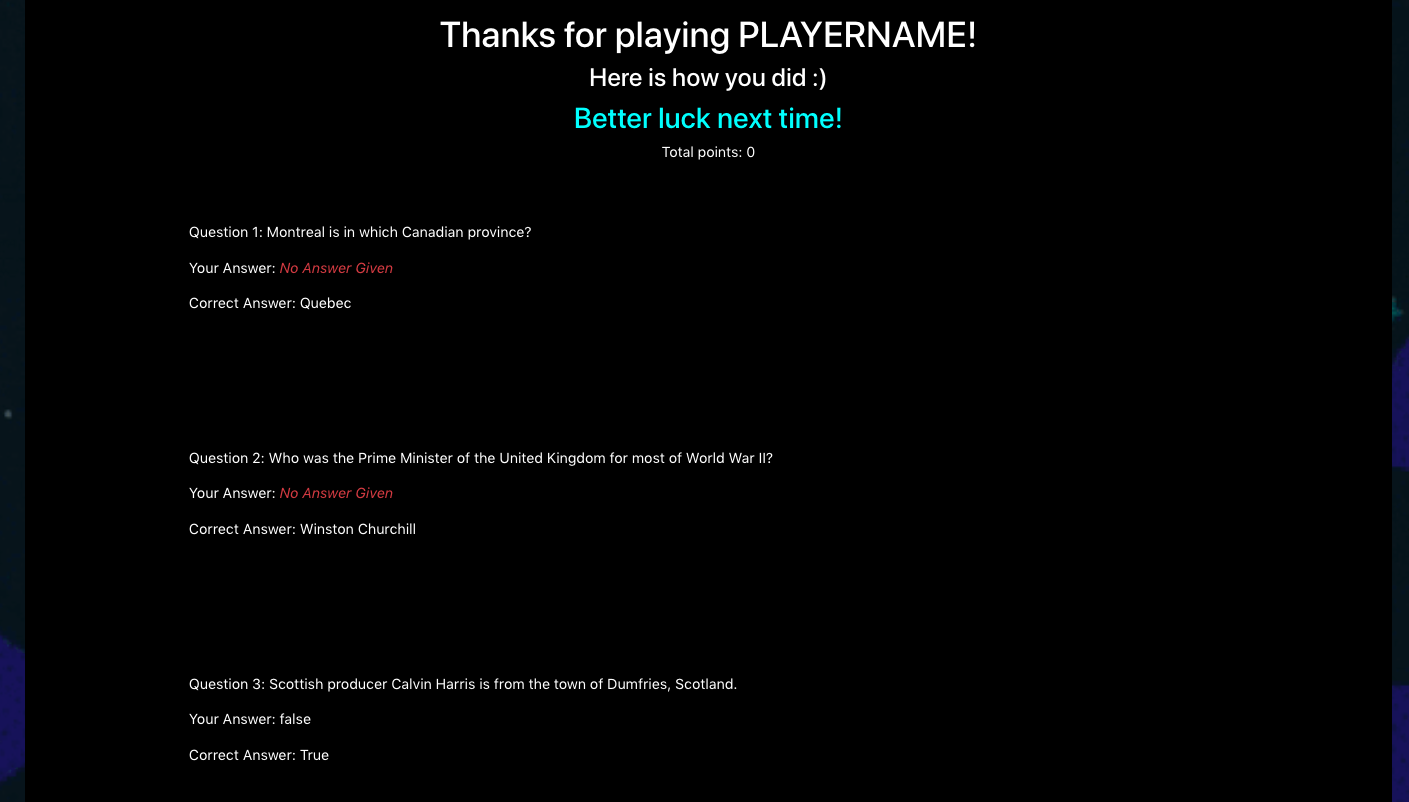 Thanks for playing PLAYERNAME!
Here is how you did :)
Better luck next time!
Total points: 0
Question 1: Montreal is in which Canadian province?
Your Answer: No Answer Given
Correct Answer: Quebec
Question 2: Who was the Prime Minister of the United Kingdom for most of World War II?
Your Answer: No Answer Given
Correct Answer: Winston Churchill
Question 3: Scottish producer Calvin Harris is from the town of Dumfries, Scotland.
Your Answer: false
Correct Answer: True